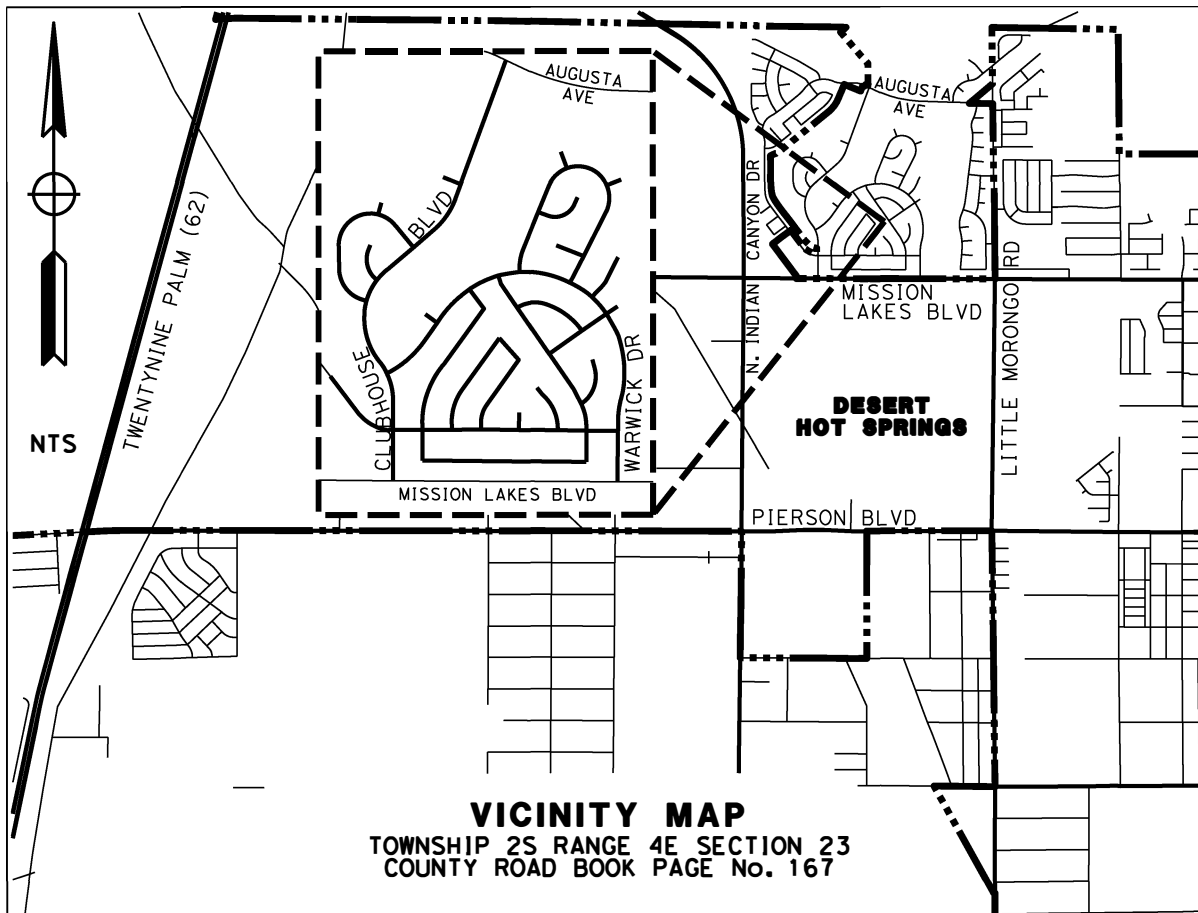 AUGUSTA
AVE
AUGUSTA
AVE
TWENTYNINE PALM (62)
BLVD
CLUBHOUSE
WARWICK DR
N. INDIAN CANYON DR
LITTLE MORONGO RD
MISSION
LAKES BLVD
DESERT
HOT SPRINGS
NTS
MISSION LAKES BLVD
PIERSON BLVD
VICINITY MAP
TOWNSHIP 2S RANGE 4E SECTION 23
COUNTY ROAD BOOK PAGE No. 167